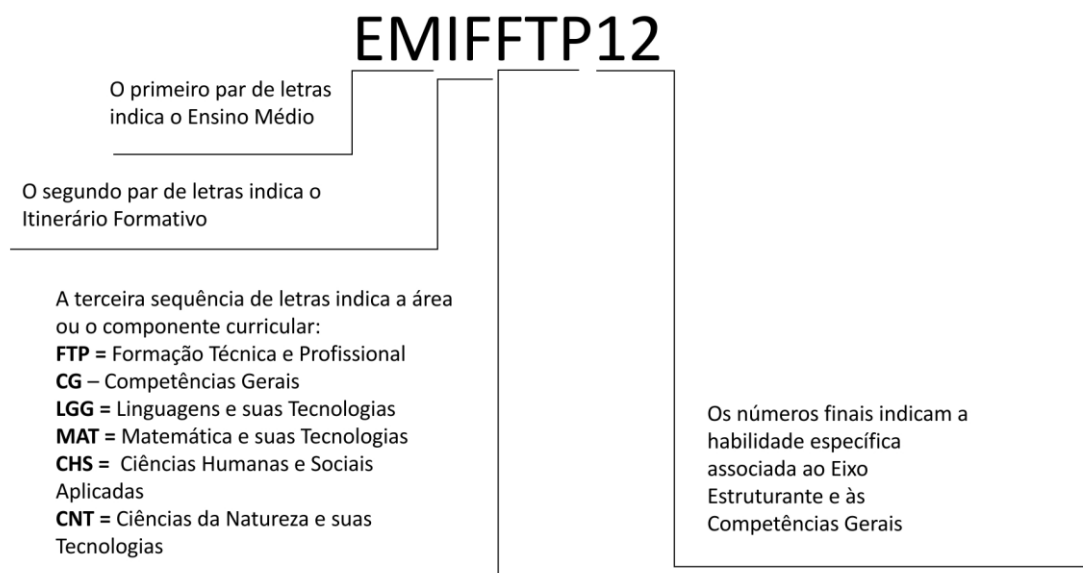 EMIFFTP12
O primeiro par de letras
indica o Ensino Médio
O segundo par de letras indica o
Itinerário Formativo
A terceira sequência de letras indica a área
ou o componente curricular:
FTP = Formação Técnica e Profissional
CG – Competências Gerais
LGG = Linguagens e suas Tecnologias
MAT = Matemática e suas Tecnologias
CHS = Ciências Humanas e Sociais
Aplicadas
CNT = Ciências da Natureza e suas
Tecnologias
Os números finais indicam a
habilidade específica
associada ao Eixo
Estruturante e às
Competências Gerais